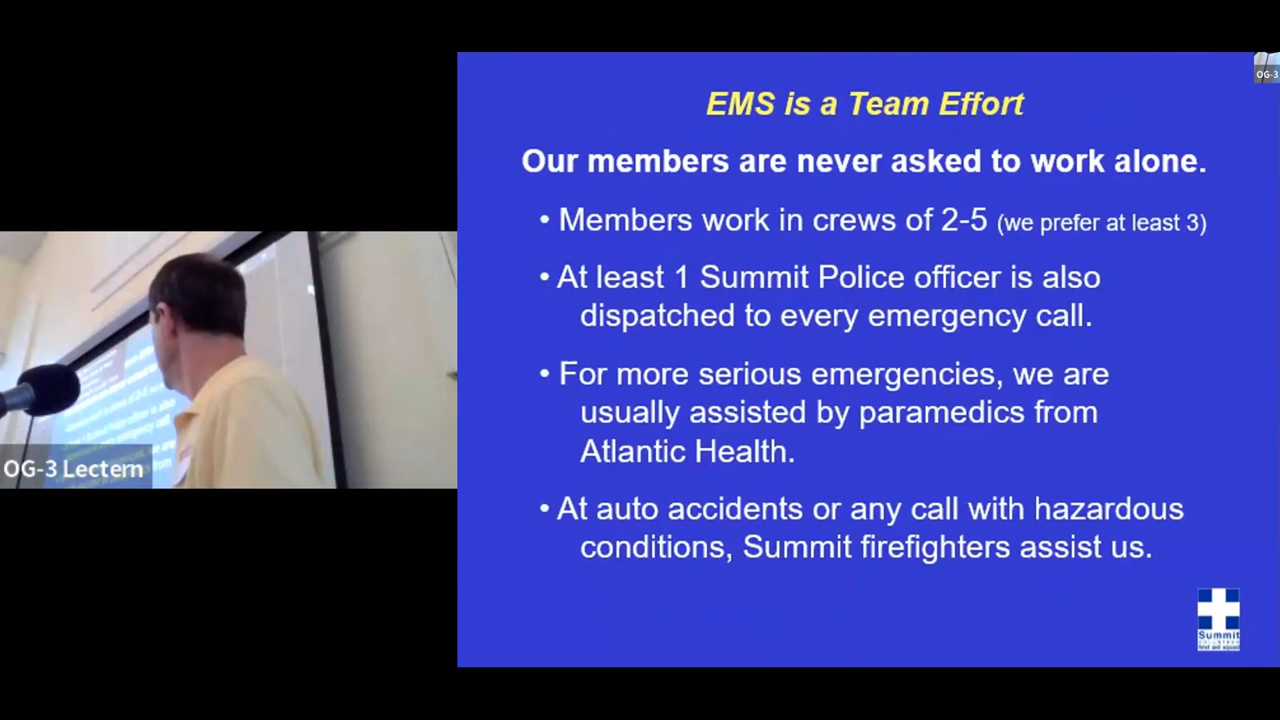 EMS is a Team Effort
Our members are never asked to work alone.
• Members work in crews of 2-5 (we prefer at least 3)
• At least 1 Summit Police officer is also
dispatched to every emergency call.
• For more serious emergencies, we are
usually assisted by paramedics from
Atlantic Health.
• At auto accidents or any call with hazardous
conditions, Summit firefighters assist us.
Summit
first aid squad
OG-3 Lectern
OG-3